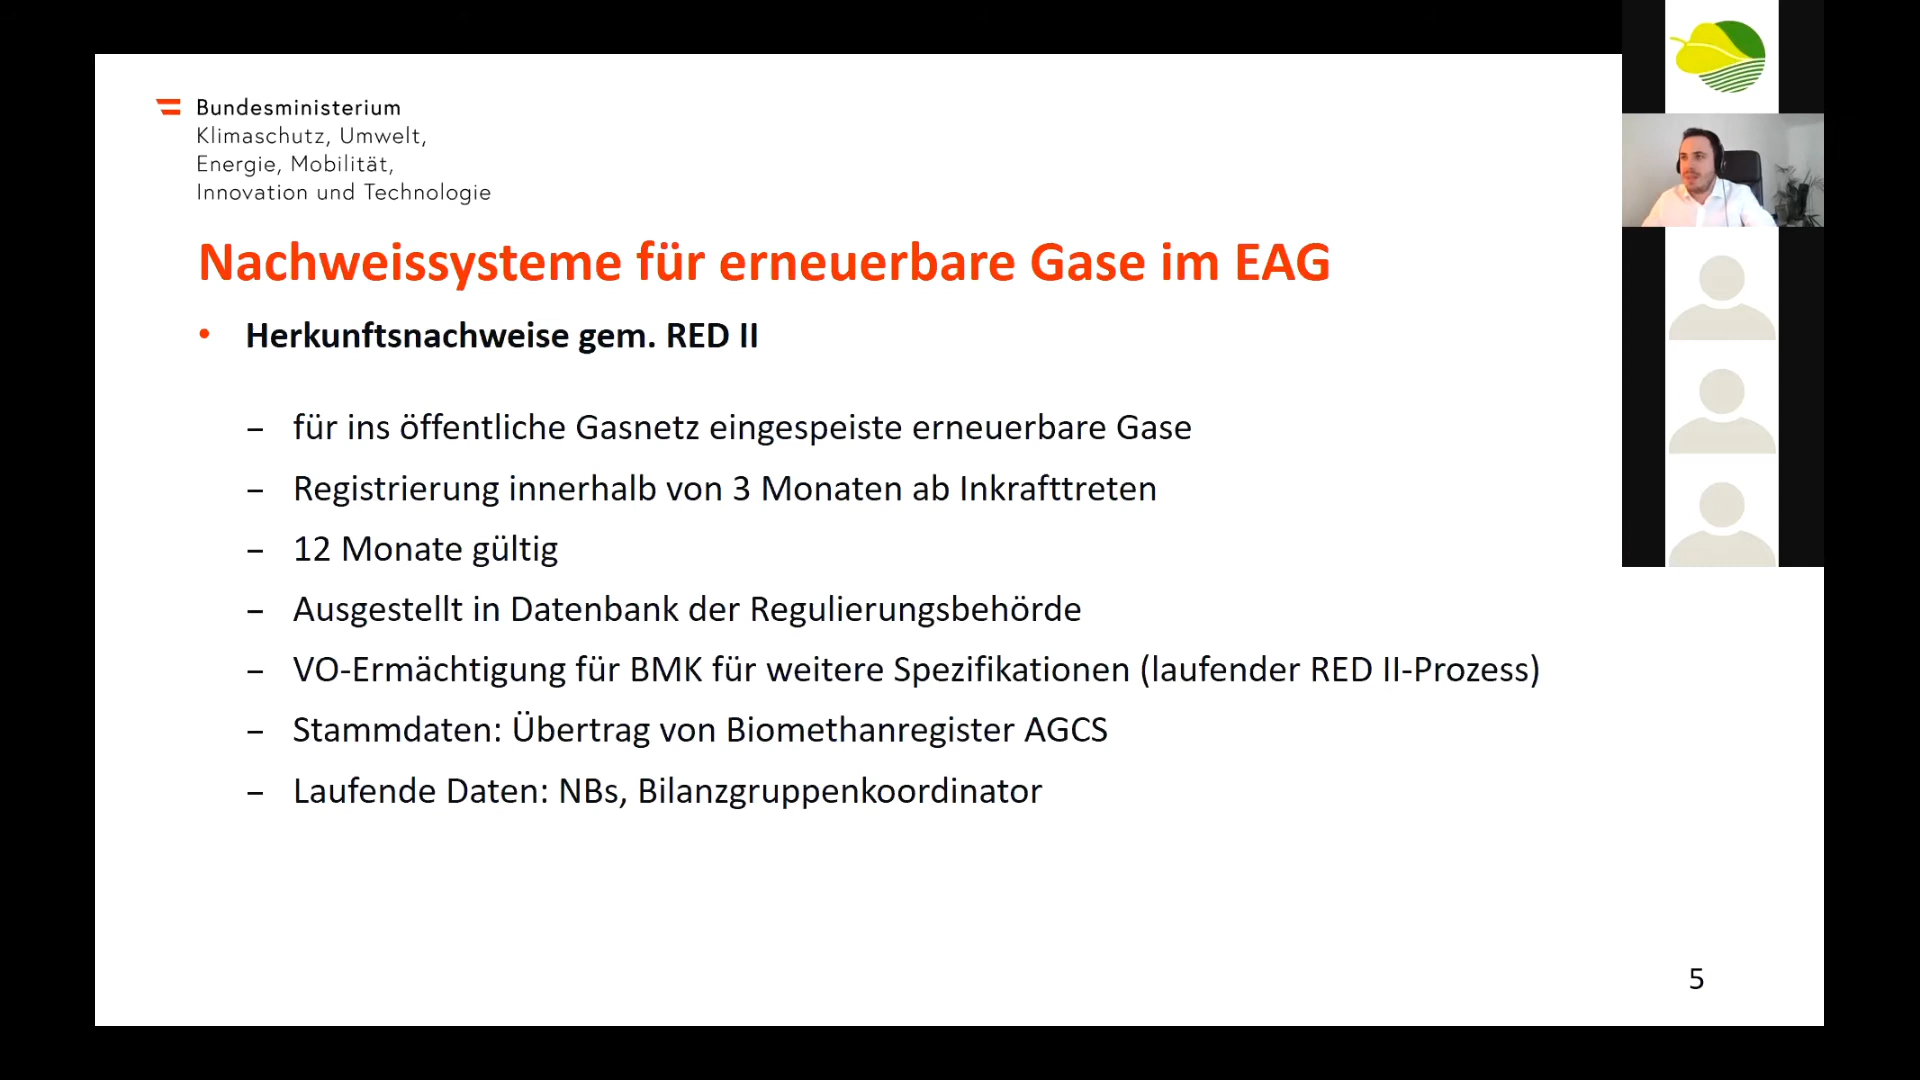 Bundesministerium
Klimaschutz, Umwelt,
Energie, Mobilität,
Innovation und Technologie
Nachweissysteme für erneuerbare Gase im EAG
• Herkunftsnachweise gem. RED II
– für ins öffentliche Gasnetz eingespeiste erneuerbare Gase
– Registrierung innerhalb von 3 Monaten ab Inkrafttreten
– 12 Monate gültig
– Ausgestellt in Datenbank der Regulierungsbehörde
– VO-Ermächtigung für BMK für weitere Spezifikationen (laufender RED II-Prozess)
– Stammdaten: Übertrag von Biomethanregister AGCS
– Laufende Daten: NBs, Bilanzgruppenkoordinator
5